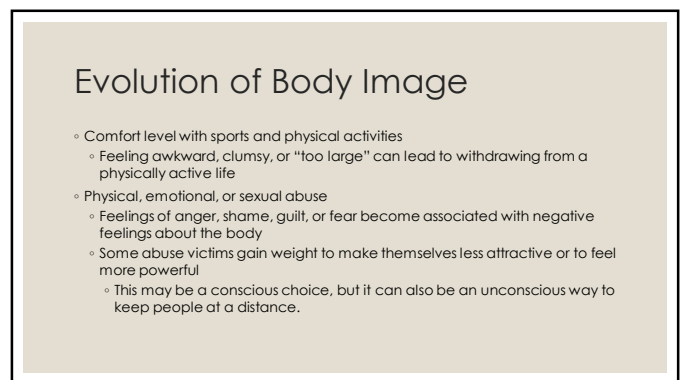 Evolution of Body Image
◦ Comfort level with sports and physical activities
◦ Feeling awkward, clumsy, or “too large” can lead to withdrawing from a
physically active life
◦ Physical, emotional, or sexual abuse
◦ Feelings of anger, shame, guilt, or fear become associated with negative
feelings about the body
◦ Some abuse victims gain weight to make themselves less attractive or to feel
more powerful
◦ This may be a conscious choice, but it can also be an unconscious way to
keep people at a distance.